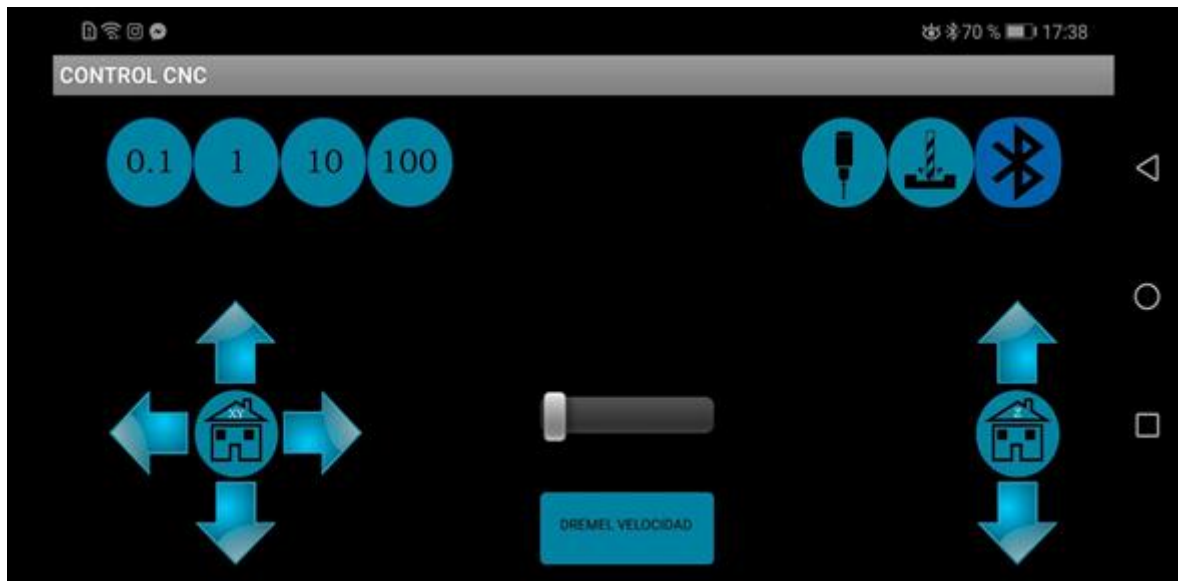 70 % 17:38
CONTROL CNC
0.1 1 10 100
XY Z
DREMEL VELOCIDAD